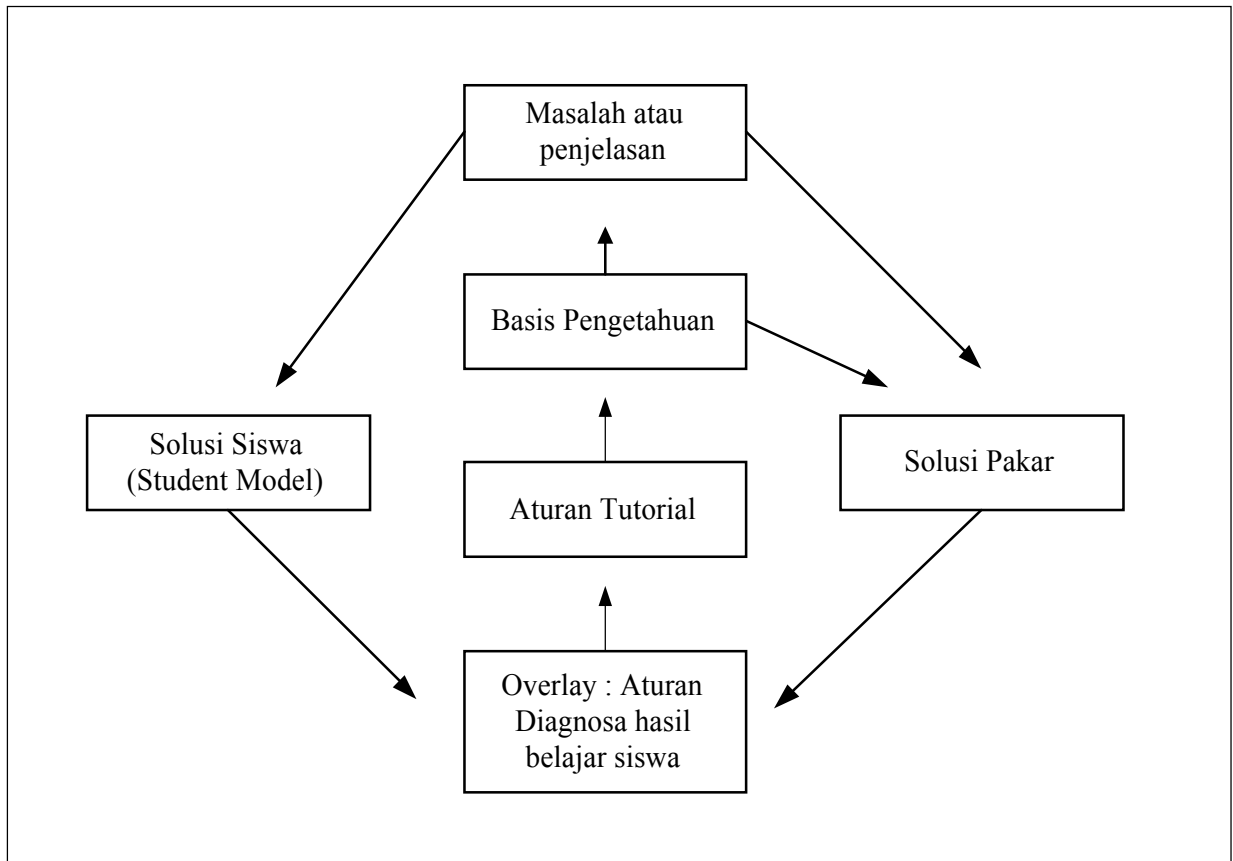 Masalah atau
penjelasan
Basis Pengetahuan
Solusi Siswa
(Student Model)
Solusi Pakar
Aturan Tutorial
Overlay : Aturan
Diagnosa hasil
belajar siswa